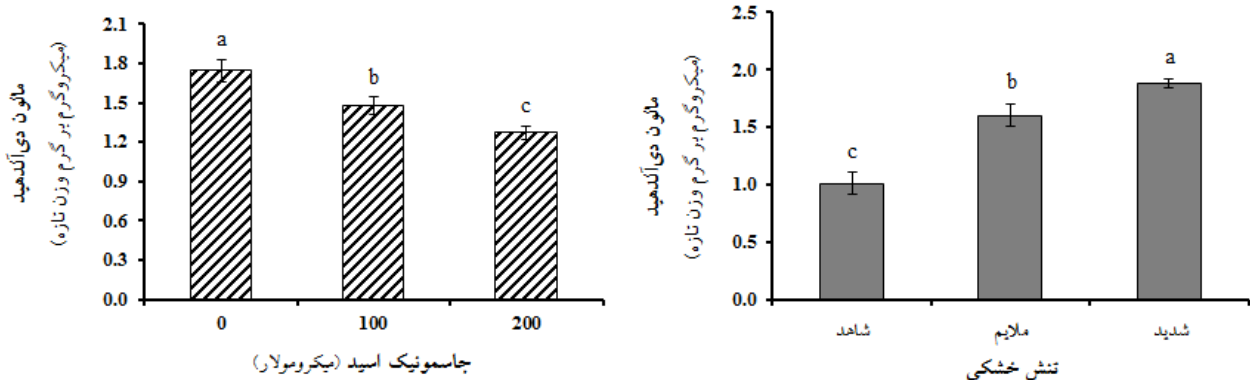 مالون دی‌آلدهید
(میکروگرم بر گرم وزن تازه)
2.1
1.8
1.5
1.2
0.9
0.6
0.3
0.0
a
b
c
0 100 200
جاسمونیک اسید (میکرومولار)
مالون دی‌آلدهید
(میکروگرم بر گرم وزن تازه)
2.5
2.0
1.5
1.0
0.5
0.0
c
b
a
شاهد ملایم شدید
تنش خشکی